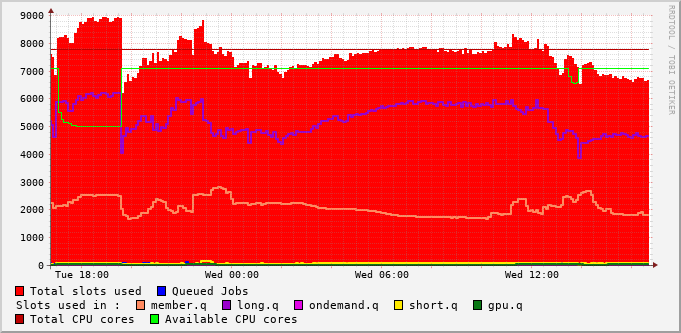 9000
8000
7000
6000
5000
4000
3000
2000
1000
0
Tue 18:00 Wed 00:00 Wed 06:00 Wed 12:00
RRDTOOL / TOBI OETIKER
Total slots used Queued Jobs
Slots used in : member.q long.q ondemand.q short.q gpu.q
Total CPU cores Available CPU cores